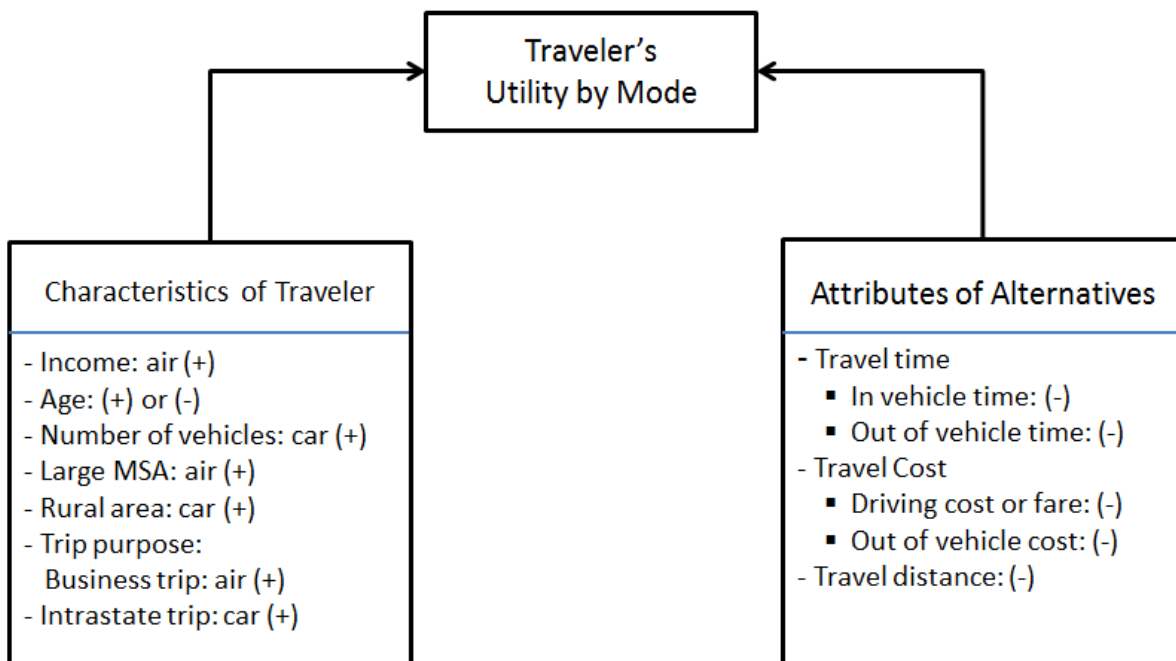 Traveler’s
Utility by Mode
Characteristics of Traveler
- Income: air (+)
- Age: (+) or (-)
- Number of vehicles: car (+)
- Large MSA: air (+)
- Rural area: car (+)
- Trip purpose:
Business trip: air (+)
- Intrastate trip: car (+)
Attributes of Alternatives
- Travel time
▪ In vehicle time: (-)
▪ Out of vehicle time: (-)
- Travel Cost
▪ Driving cost or fare: (-)
▪ Out of vehicle cost: (-)
- Travel distance: (-)